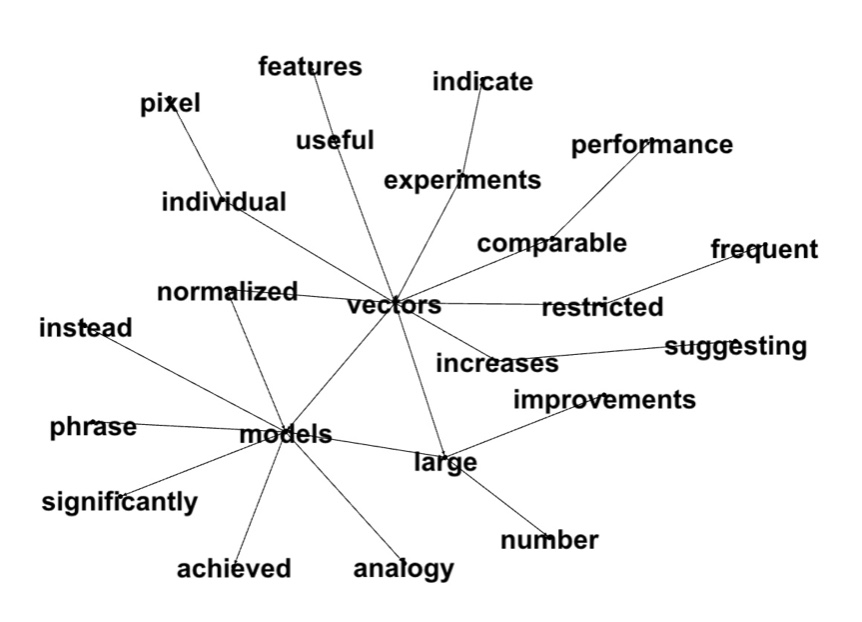 features
indicate
pixel
useful
performance
experiments
individual
comparable
frequent
normalized
vectors
restricted
instead
suggesting
increases
improvements
phrase
models
large
significantly
number
achieved
analogy